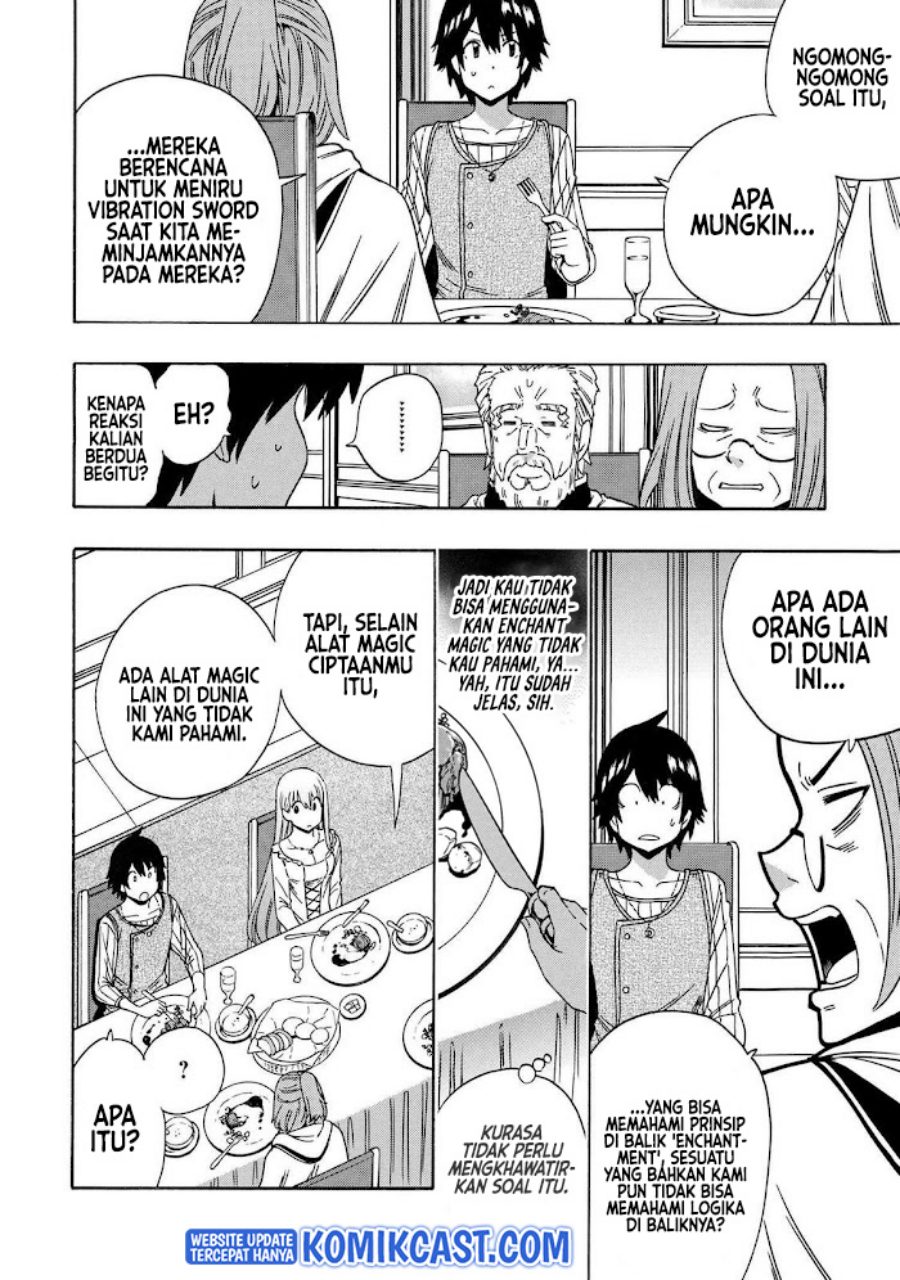 NGOMONG-
NGOMONG
SOAL ITU,
APA
MUNGKIN...
...MEREKA
BERENCANA
UNTUK MENIRU
VIBRATION SWORD
SAAT KITA ME-
MINJAMKANNYA
PADA MEREKA?
EH?
KENAPA
REAKSI
KALIAN
BERDUA
BEGITU?
APA ADA
ORANG LAIN
DI DUNIA
INI...
...YANG BISA
MEMAHAMI PRINSIP
DI BALIK 'ENCHANT-
MENT', SESUATU
YANG BAHKAN KAMI
PUN TIDAK BISA
MEMAHAMI LOGIKA
DI BALIKNYA?
JADI KAU TIDAK
BISA MENGGUNA-
KAN ENCHANT
MAGIC YANG TIDAK
KAU PAHAMI, YA...
YAH, ITU SUDAH
JELAS, SIH.
KURASA
TIDAK PERLU
MENGKHAWATIR-
KAN SOAL ITU.
TAPI, SELAIN
ALAT MAGIC
CIPTAANMU
ITU,
ADA ALAT MAGIC
LAIN DI DUNIA
INI YANG TIDAK
KAMI PAHAMI.
?
APA
ITU?
WEBSITE UPDATE
TERCEPAT HANYA
KOMIKCAST.COM